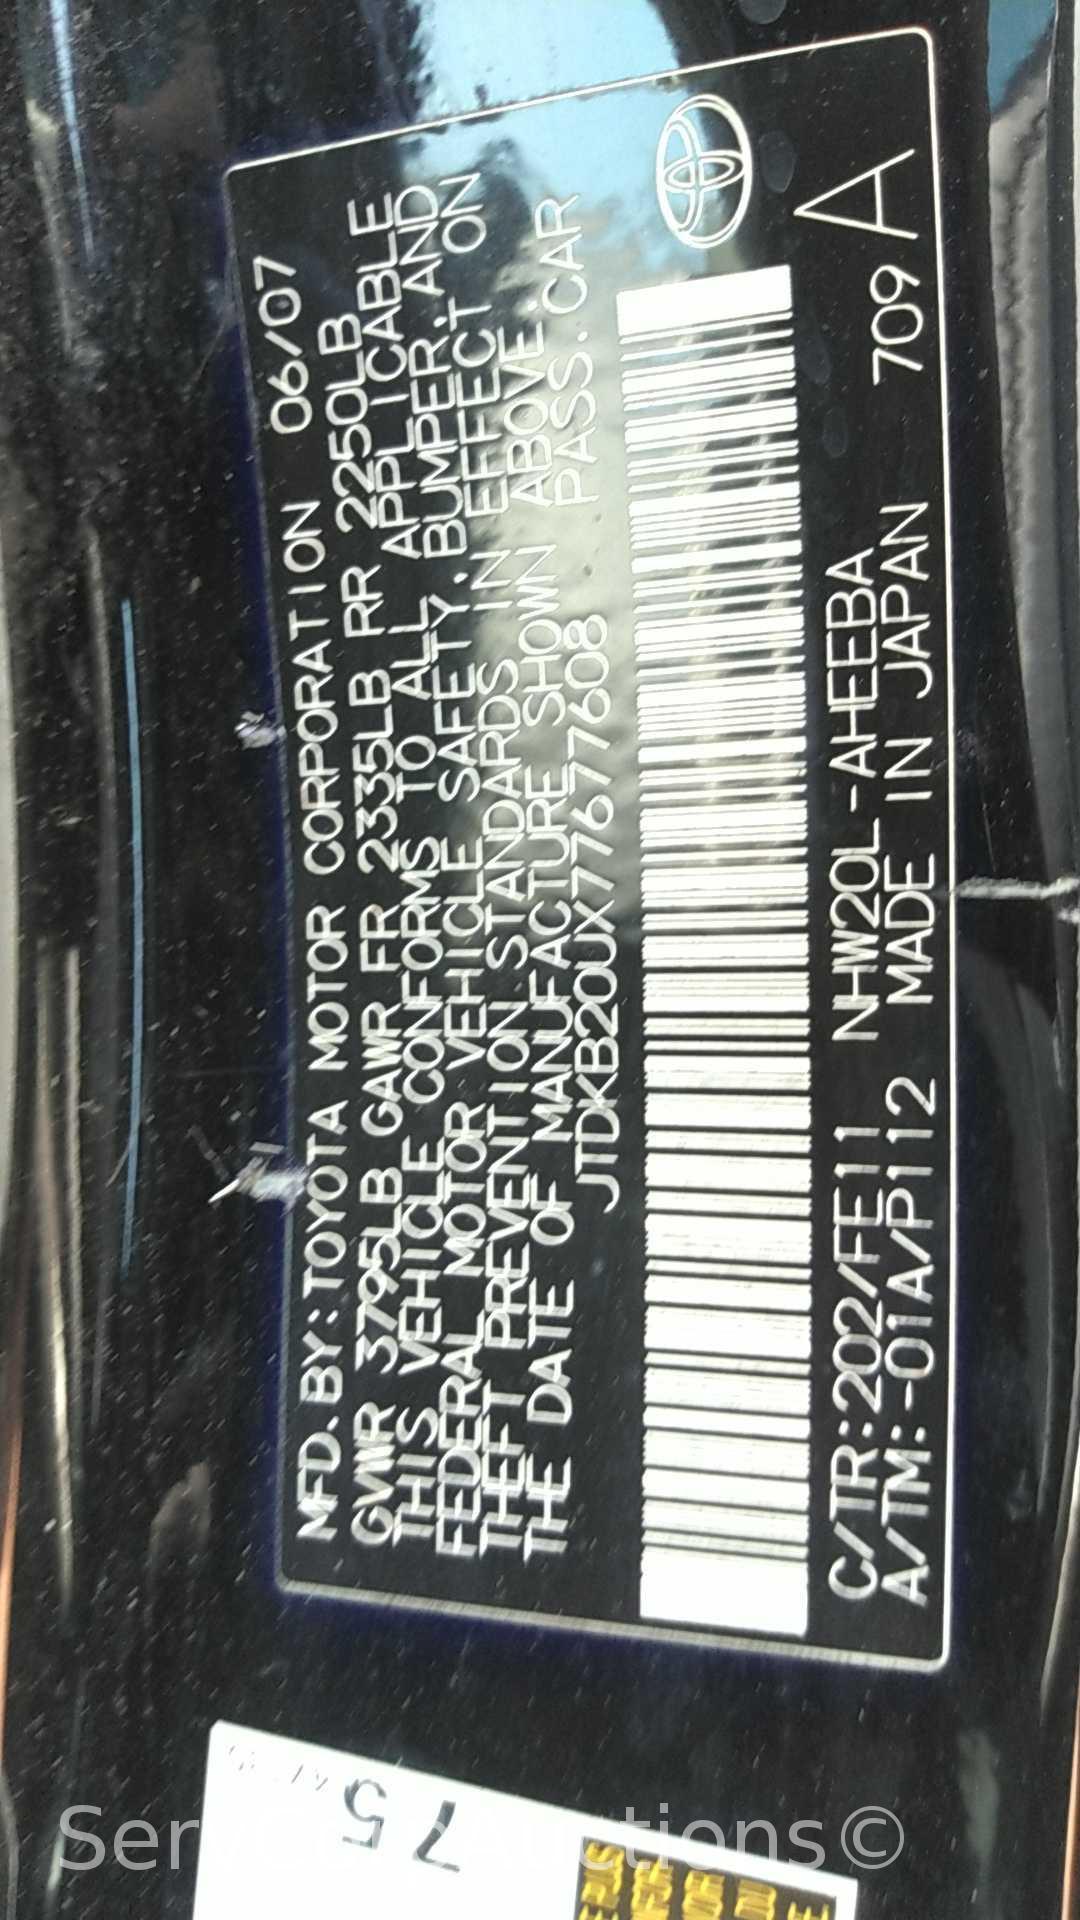 MFD.BY:TOYOTA MOTOR CORPORATION 06/07
GVWR 3795LB GAWR FR 2335LB RR 2250LB
THIS VEHICLE CONFORMS TO ALL APPLICABLE
FEDERAL MOTOR VEHICLE SAFETY, BUMPER, AND
THEFT PREVENTION STANDARDS IN EFFECT ON
THE DATE OF MANUFACTURE SHOWN ABOVE.
JTDKB20UX77677608 PASS.CAR
C/TR:202/FE11 NHW20L-AHEEBA 709 A
A/TM:-01A/P112 MADE IN JAPAN
75
Auctions©